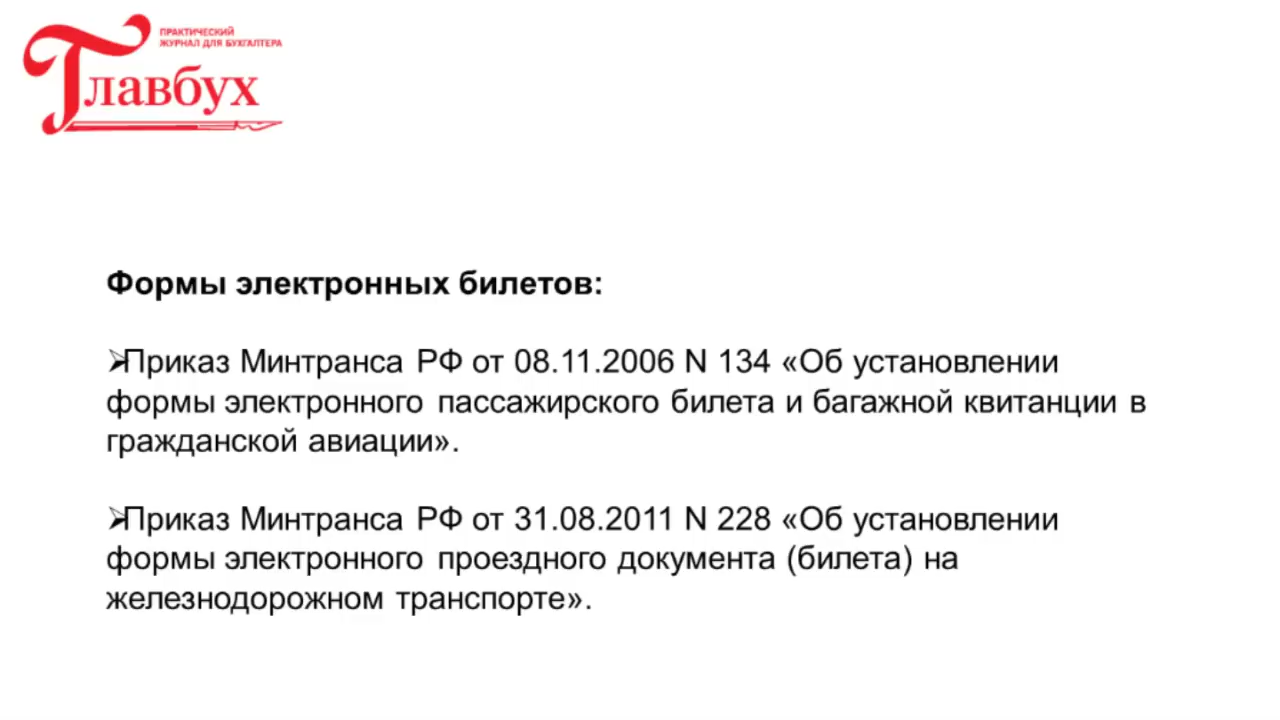 ПРАКТИЧЕСКИЙ
ЖУРНАЛ ДЛЯ БУХГАЛТЕРА
Главбух
Формы электронных билетов:
➢Приказ Минтранса РФ от 08.11.2006 N 134 «Об установлении
формы электронного пассажирского билета и багажной квитанции в
гражданской авиации».
➢Приказ Минтранса РФ от 31.08.2011 N 228 «Об установлении
формы электронного проездного документа (билета) на
железнодорожном транспорте».